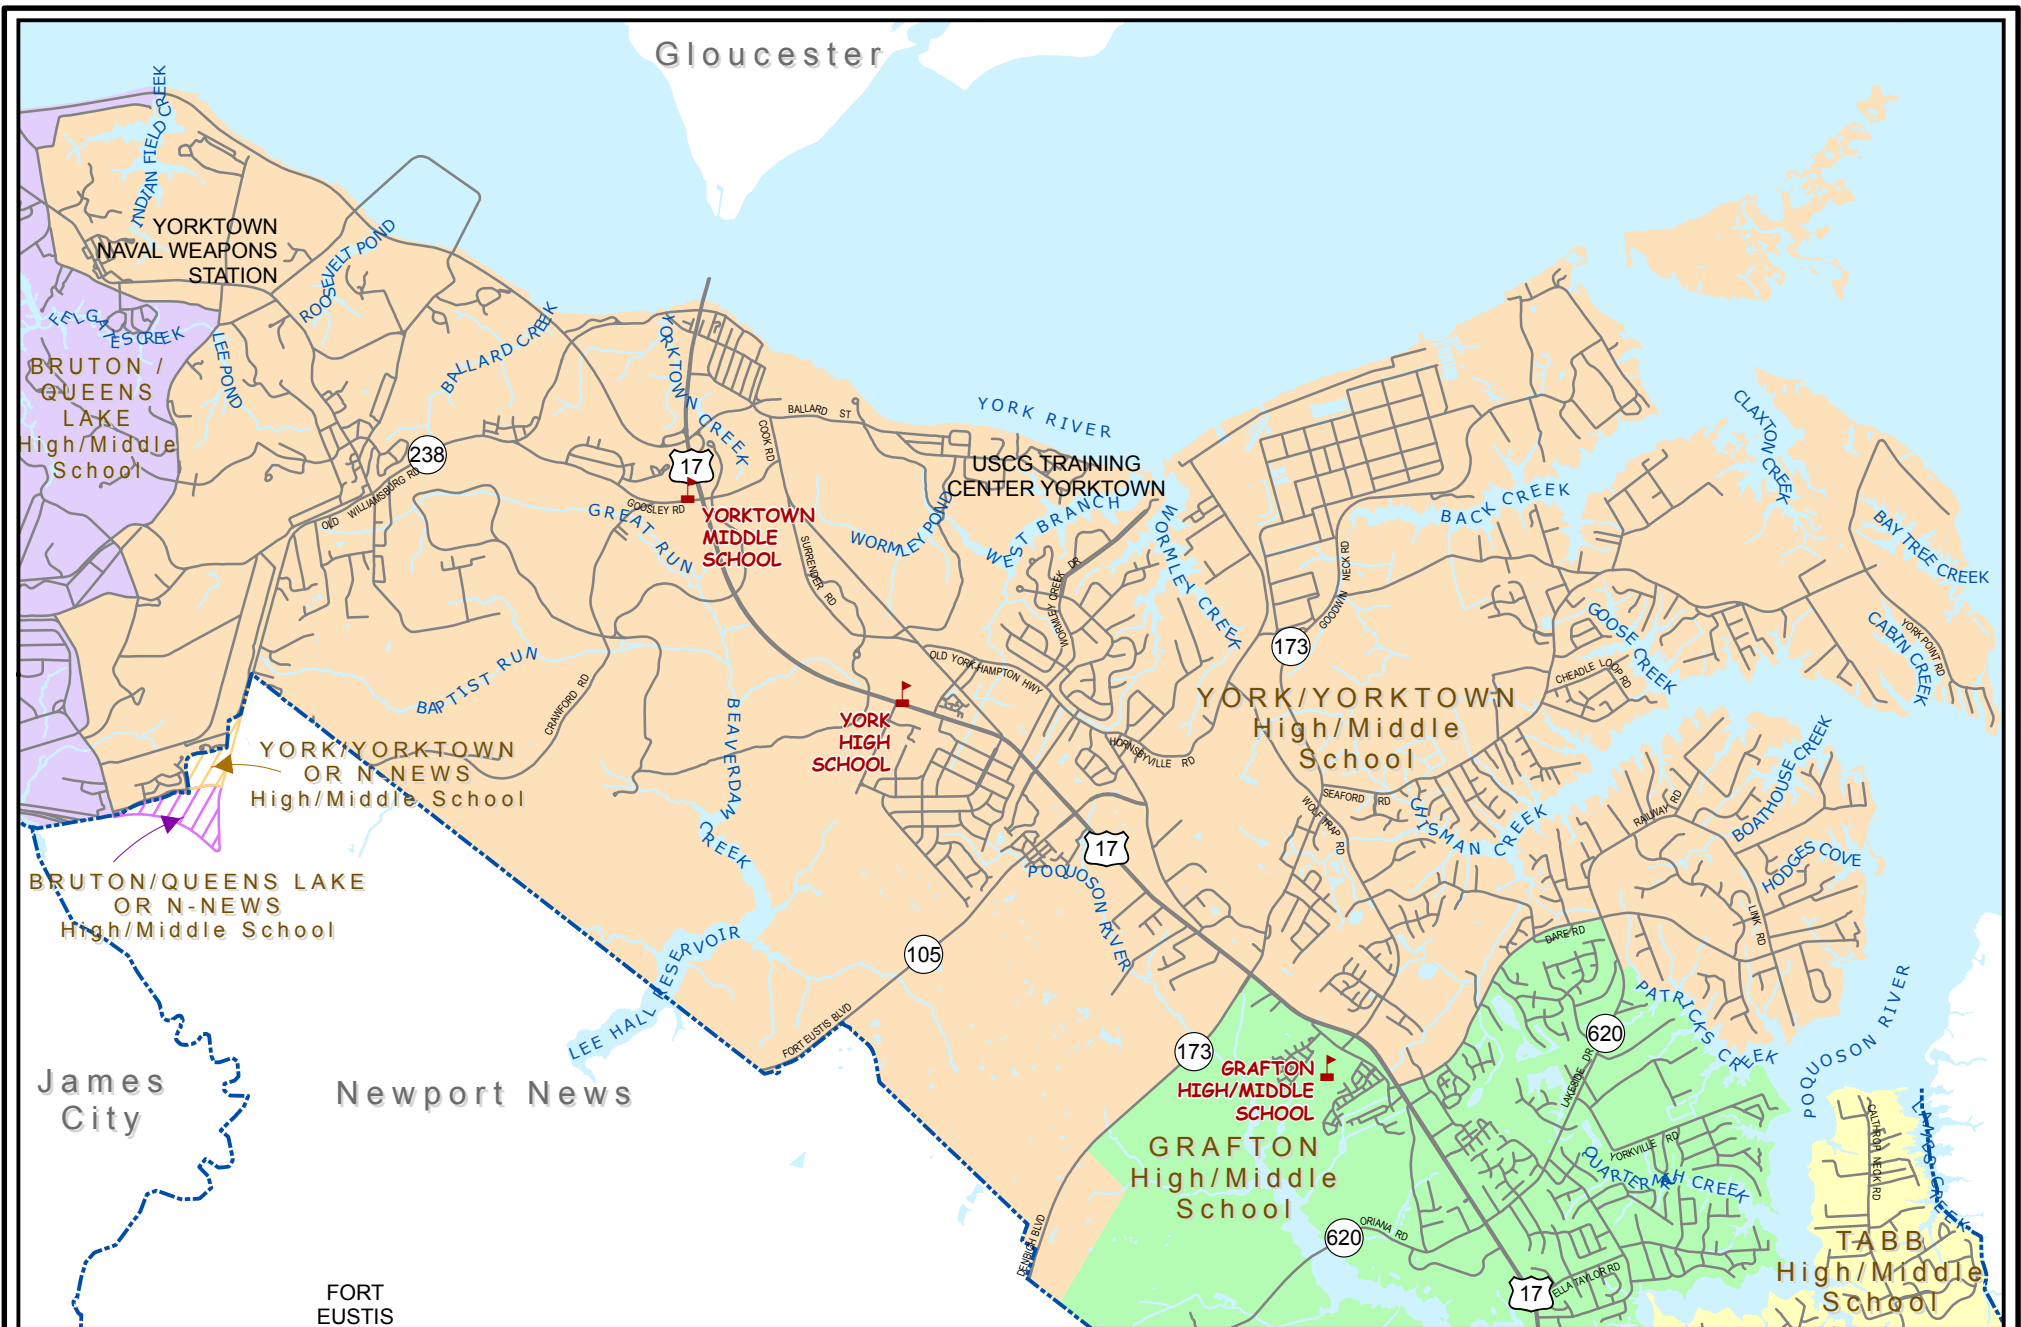 Gloucester
INDIAN FIELD CREEK
YORKTOWN
NAVAL WEAPONS
STATION
ROOSEVELT POND
FELGATES CREEK
LEE POND
BALLARD CREEK
YORKTOWN CREEK
BRUTON /
QUEENS
LAKE
High/Middle
School
238
OLD WILLIAMSBURG RD
17
COOK RD
BALLARD ST
YORK RIVER
USCG TRAINING
CENTER YORKTOWN
GOOSLEY RD
GREAT RUN
YORKTOWN
MIDDLE
SCHOOL
SURRENDER RD
WORMLEY POND
WEST BRANCH
WORMLEY CREEK
WORMLEY CREEK DR
BACK CREEK
GOODWIN NECK RD
173
CLAXTON CREEK
BAY TREE CREEK
GOOSE CREEK
CABIN CREEK
YORK POINT RD
CHEADLE LOOP RD
BAPTIST RUN
CRAWFORD RD
BEAVERDAM CREEK
OLD YORK-HAMPTON HWY
YORK
HIGH
SCHOOL
HORNSBYVILLE RD
YORK/YORKTOWN
High/Middle
School
YORK/YORKTOWN
OR N-NEWS
High/Middle School
BRUTON/QUEENS LAKE
OR N-NEWS
High/Middle School
SEAFORD RD
WOLF TRAP RD
CHISMAN CREEK
RAILWAY RD
BOATHOUSE CREEK
HODGES COVE
LINK RD
17
POQUOSON RIVER
105
FORT EUSTIS BLVD
LEE HALL RESERVOIR
DARE RD
PATRICKS CREEK
POQUOSON RIVER
620
LAKESIDE DR
173
GRAFTON
HIGH/MIDDLE
SCHOOL
James
City
Newport News
GRAFTON
High/Middle
School
YORKVILLE RD
QUARTERMARSH CREEK
CALTHROP NECK RD
LAMBS CREEK
DENBIGH BLVD
620
ORIANA RD
17
ELLA TAYLOR RD
TABB
High/Middle
School
FORT
EUSTIS